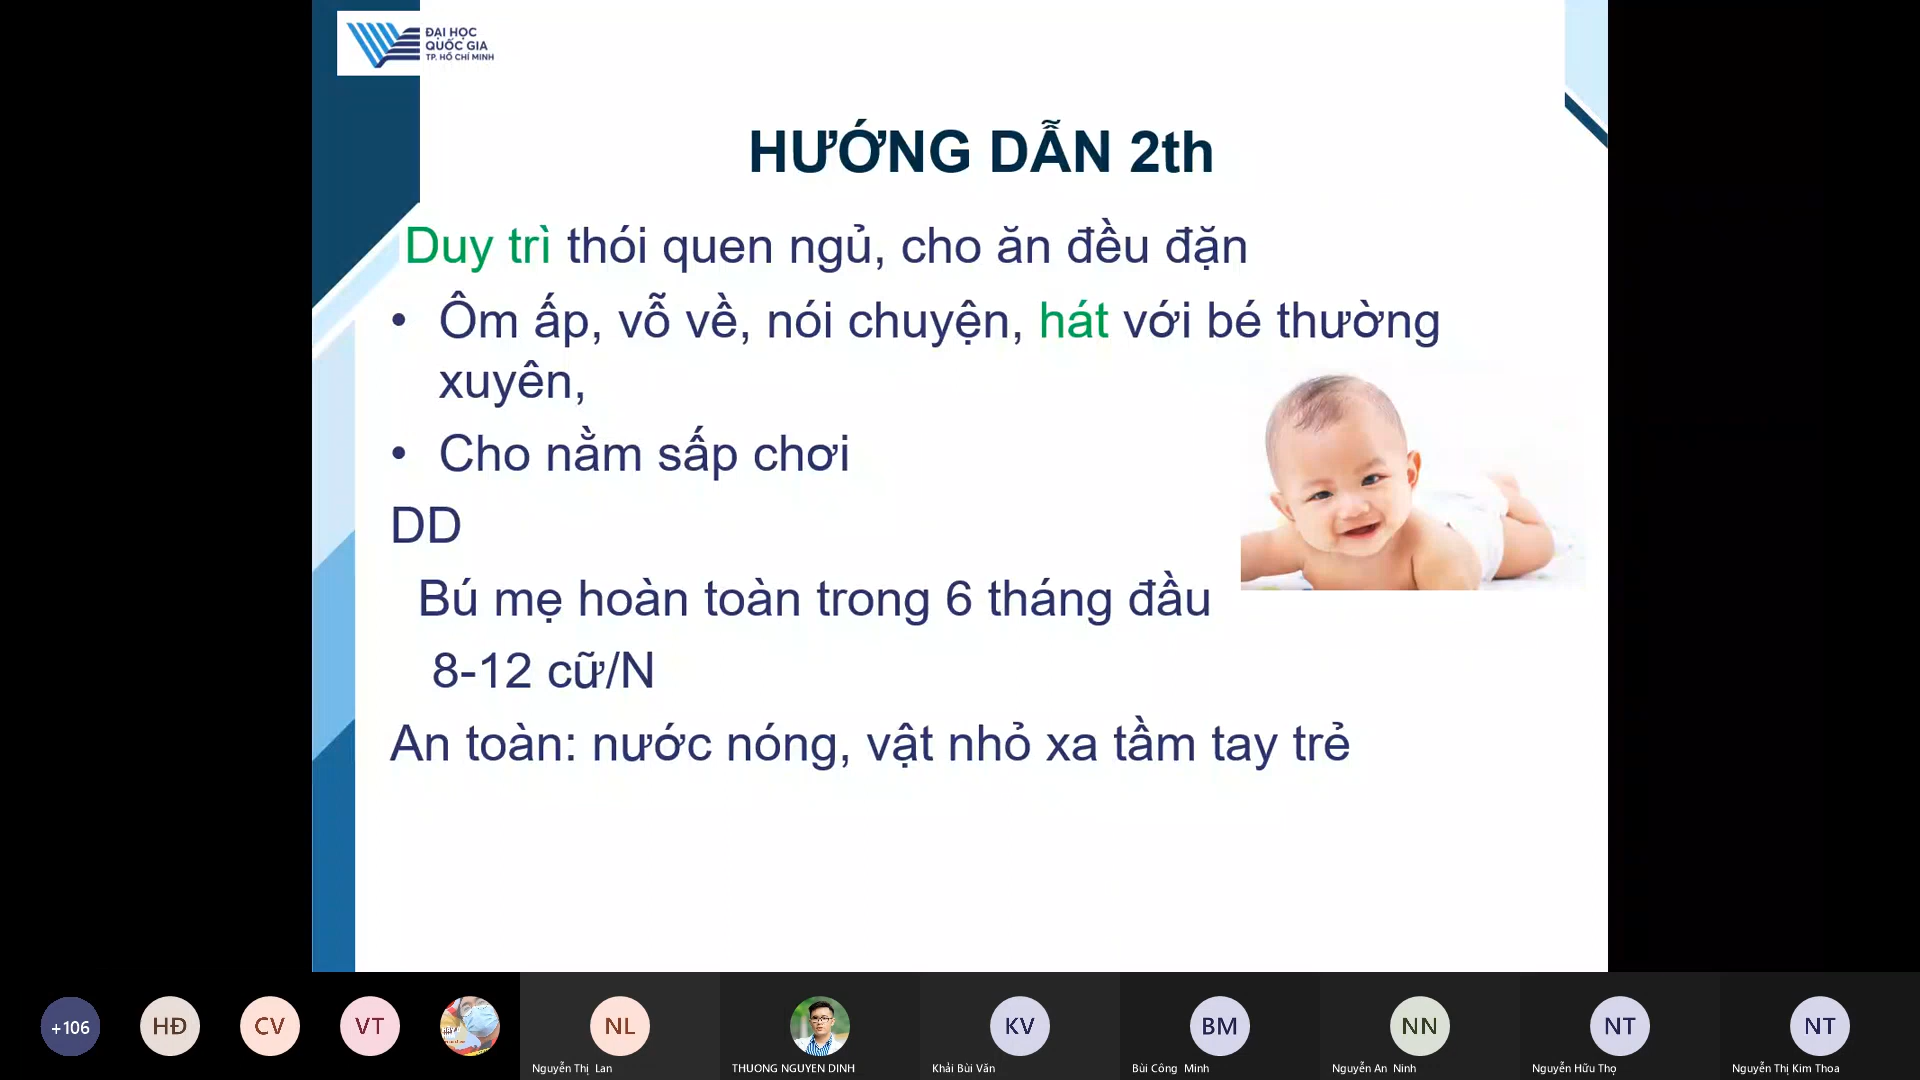 ĐẠI HỌC
QUỐC GIA
TP. HỒ CHÍ MINH
HƯỚNG DẪN 2th
Duy trì thói quen ngủ, cho ăn đều đặn
• Ôm ấp, vỗ về, nói chuyện, hát với bé thường
xuyên,
• Cho nằm sấp chơi
DD
Bú mẹ hoàn toàn trong 6 tháng đầu
8-12 cữ/N
An toàn: nước nóng, vật nhỏ xa tầm tay trẻ
+106
HĐ
CV
VT
NL
KV
BM
NN
NT
NT
Nguyễn Thị Lan
THUONG NGUYEN DINH
Khải Bùi Văn
Bùi Công Minh
Nguyễn An Ninh
Nguyễn Hữu Thọ
Nguyễn Thị Kim Thoa